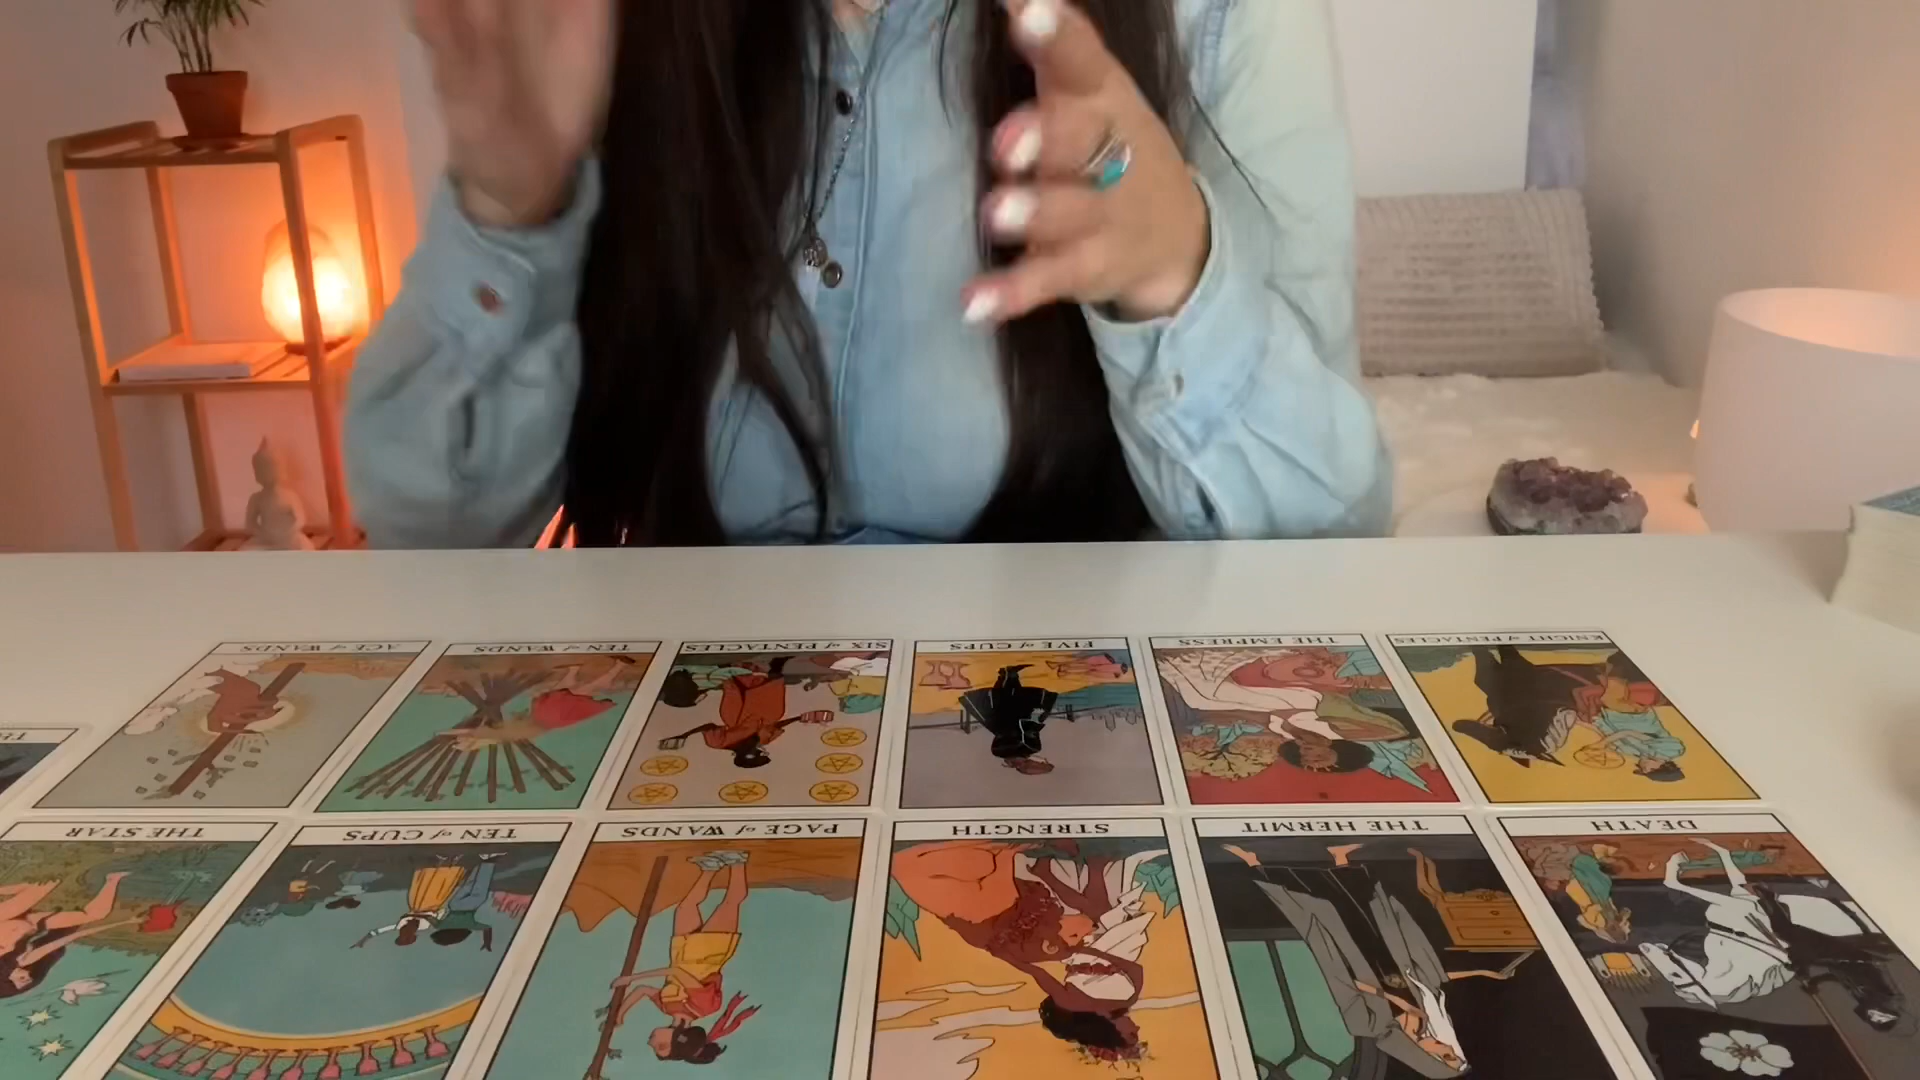 ACE of WANDS
TEN of WANDS
SIX of PENTACLES
FIVE of CUPS
THE EMPRESS
KNIGHT of PENTACLES
THE STAR
TEN of CUPS
PAGE of WANDS
STRENGTH
THE HERMIT
DEATH